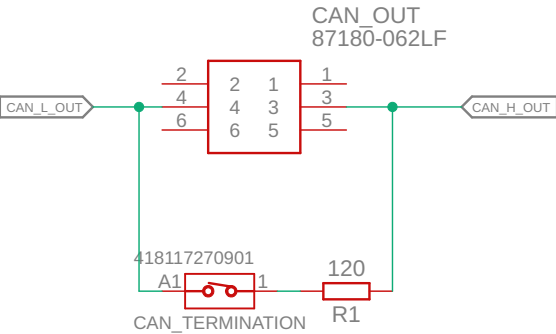 CAN_OUT
87180-062LF
2 2 1 1
CAN_L_OUT 4 4 3 3 CAN_H_OUT
6 6 5 5
418117270901
A1 1 120
CAN_TERMINATION R1